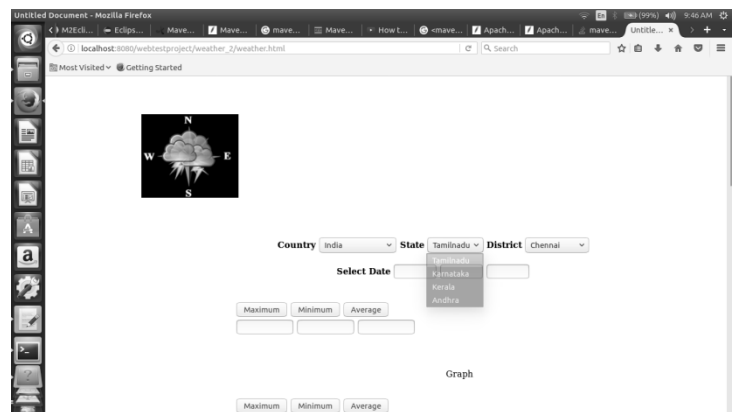 Untitled Document - Mozilla Firefox
En (99%) 9:46 AM
M2Ecli... Eclips... Mave... Mave... mave... Mave... How t... <mave... Apach... Apach... mave... Untitle... ×
localhost:8080/webtestproject/weather_2/weather.html
Search
Most Visited Getting Started
N
W E
S
Country India State Tamilnadu District Chennai
Tamilnadu
Select Date
Karnataka
Kerala
Andhra
Maximum Minimum Average
Graph
Maximum Minimum Average